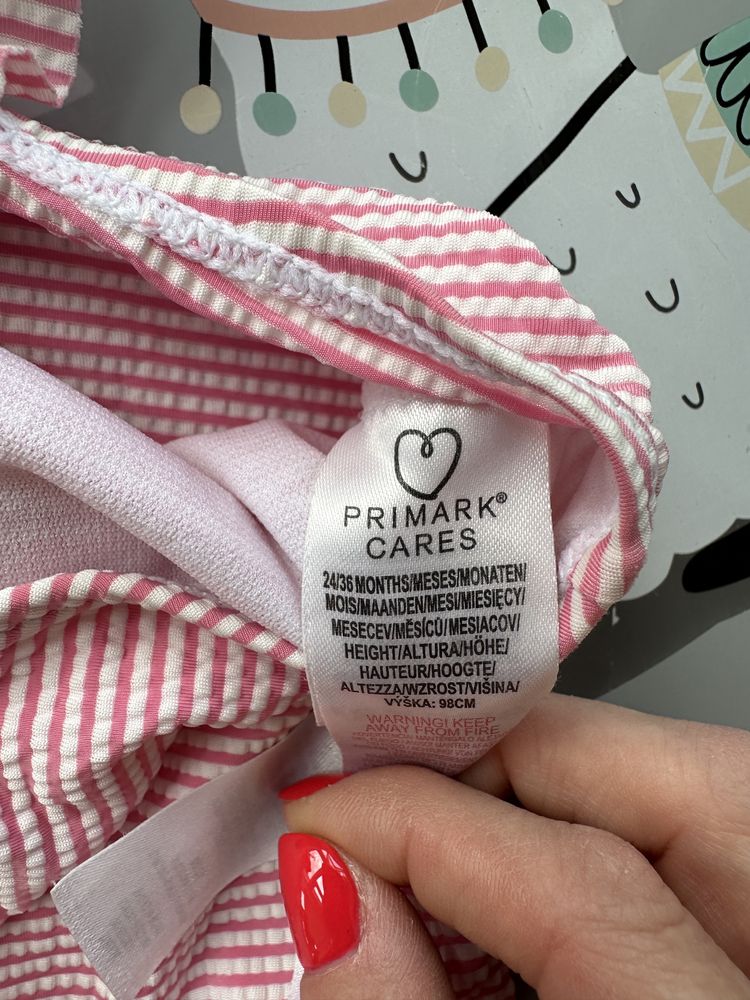 PRIMARK®
CARES
24/36 MONTHS/MESES/MONATEN/
MOIS/MAANDEN/MESI/MIESIĘCY/
MESECEV/MĚSÍCŮ/MESIACOV/
HEIGHT/ALTURA/HÖHE/
HAUTEUR/HOOGTE/
ALTEZZA/WZROST/VIŠINA/
VÝŠKA: 98CM
WARNING! KEEP
AWAY FROM FIRE